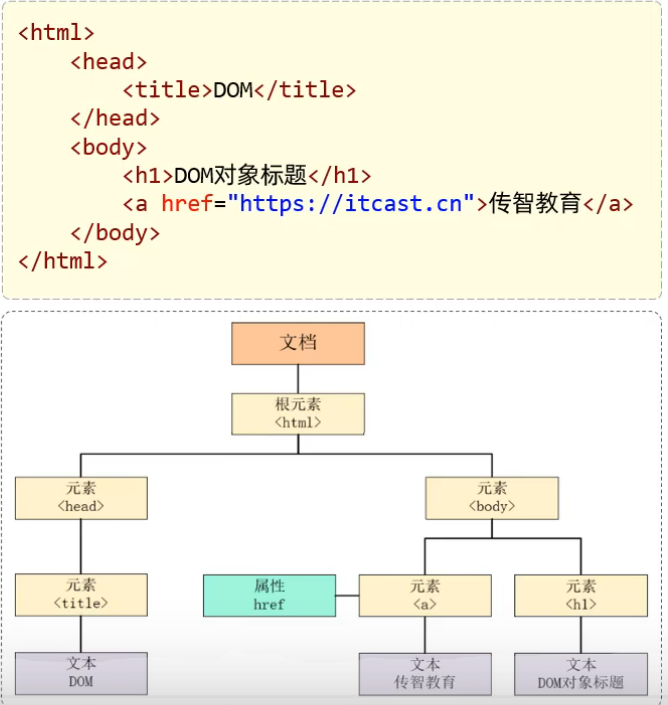 <html>
<head>
<title>DOM</title>
</head>
<body>
<h1>DOM对象标题</h1>
<a href="https://itcast.cn">传智教育</a>
</body>
</html>
文档
根元素
<html>
元素
<head>
元素
<body>
元素
<title>
属性
href
元素
<a>
元素
<h1>
文本
DOM
文本
传智教育
文本
DOM对象标题